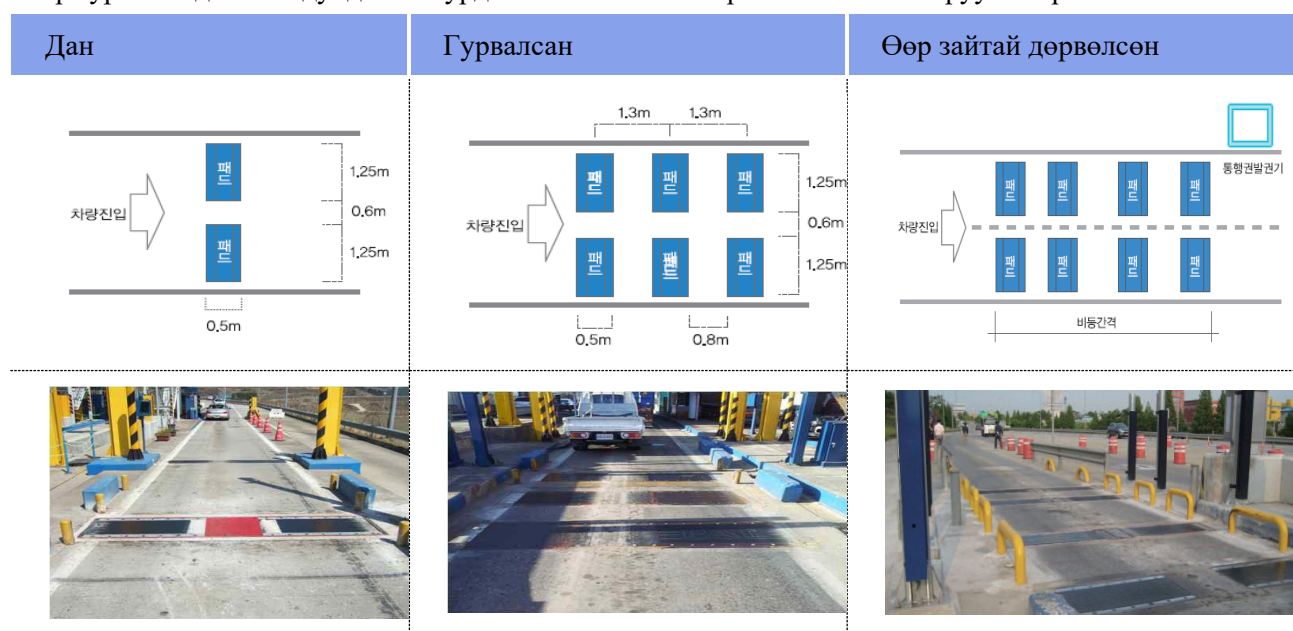 Дан
Гурвалсан
Өөр зайтай дөрвөлсөн
패드
패드
차량진입
1.25m
0.6m
1.25m
0.5m
1.3m 1.3m
패드 패드 패드
패드 패드 패드
차량진입
1.25m
0.6m
1.25m
0.5m 0.8m
통행권발권기
패드 패드 패드 패드
패드 패드 패드 패드
차량진입
비등간격